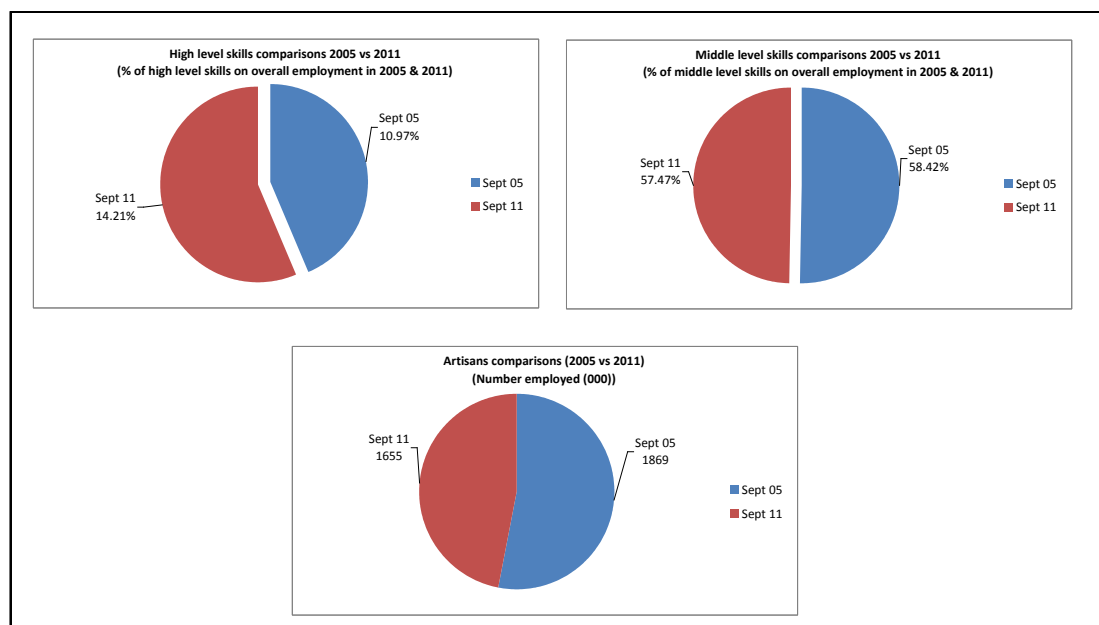 High level skills comparisons 2005 vs 2011
(% of high level skills on overall employment in 2005 & 2011)
Sept 05
10.97%
Sept 11
14.21%
Sept 05
Sept 11
Middle level skills comparisons 2005 vs 2011
(% of middle level skills on overall employment in 2005 & 2011)
Sept 05
58.42%
Sept 11
57.47%
Sept 05
Sept 11
Artisans comparisons (2005 vs 2011)
(Number employed (000))
Sept 11
1655
Sept 05
1869
Sept 05
Sept 11